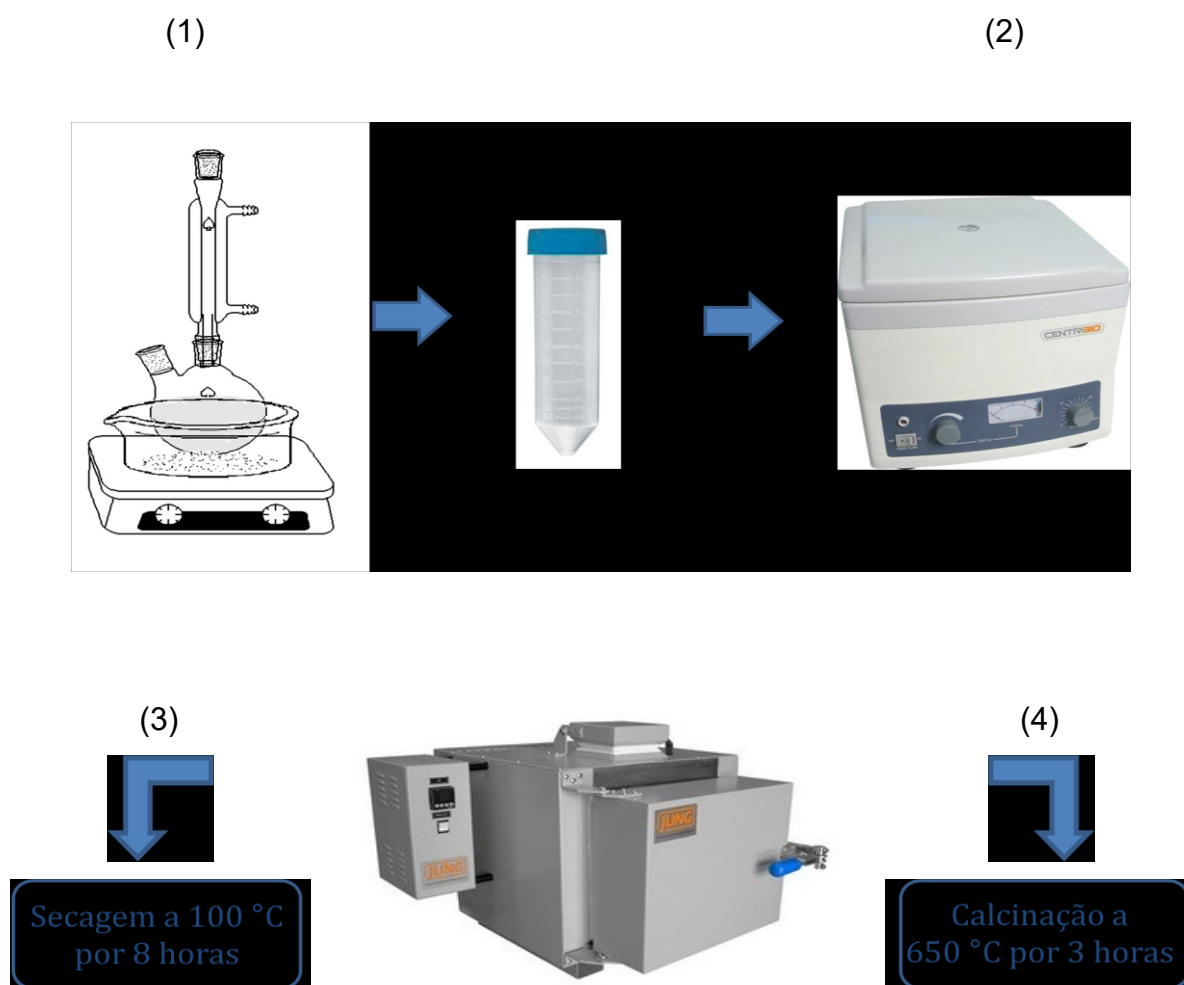 (1)
(2)
CENTRIBIO
(3)
(4)
JUNG
JUNG
Secagem a 100 °C
por 8 horas
Calcinação a
650 °C por 3 horas